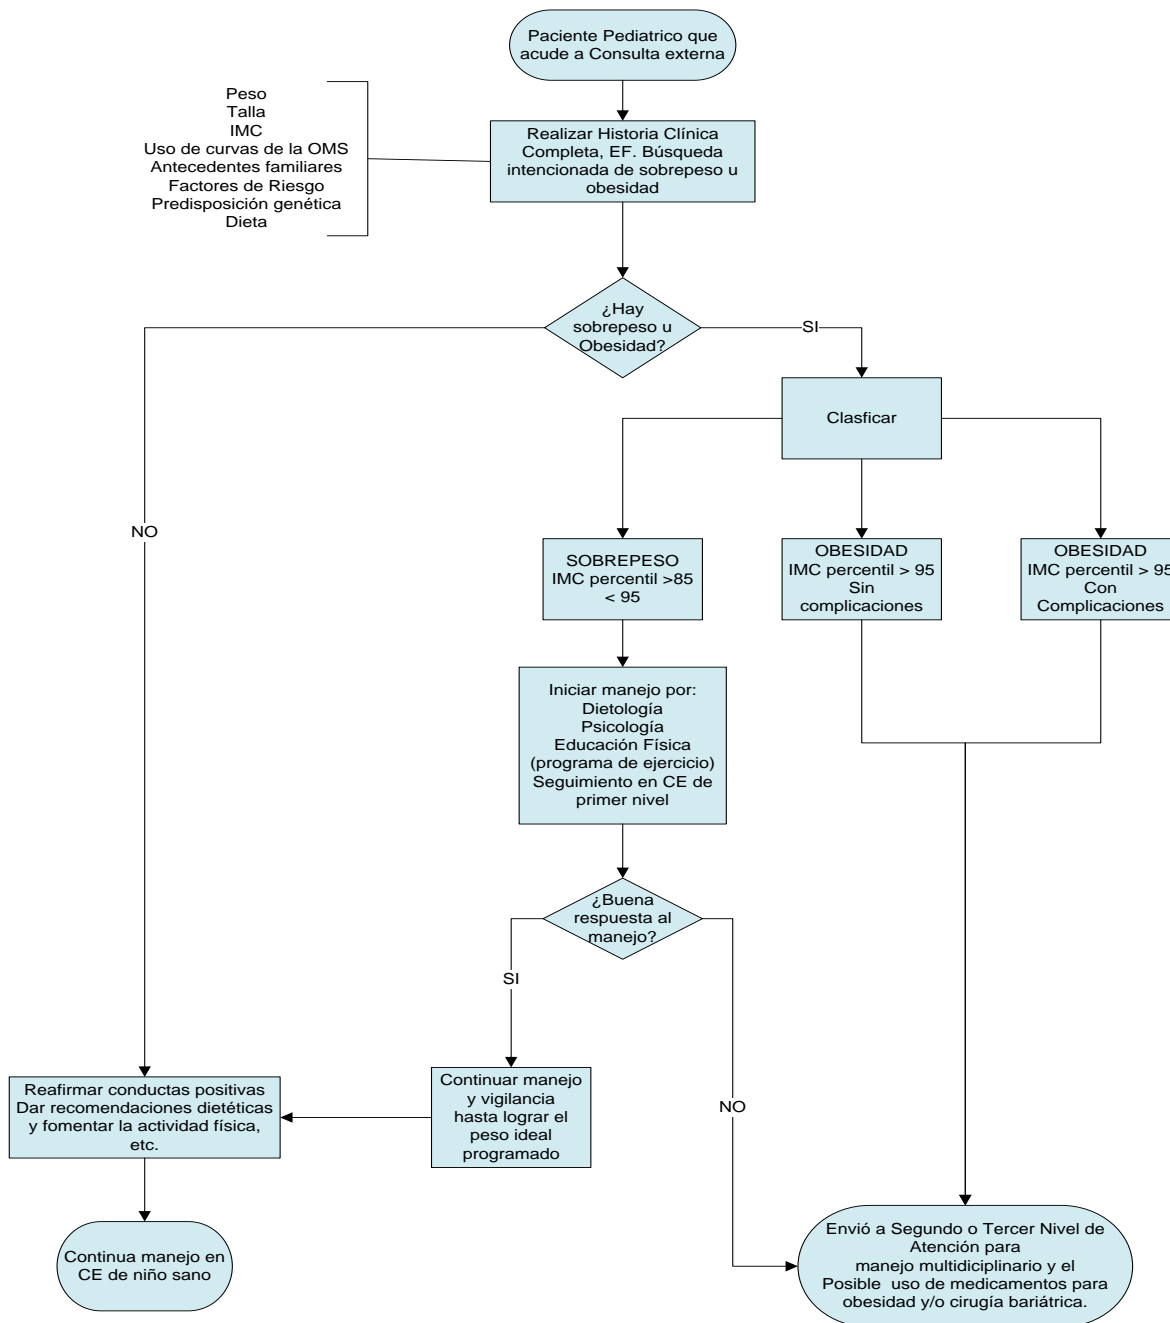 Paciente Pediatrico que
acude a Consulta externa
Peso
Talla
IMC
Uso de curvas de la OMS
Antecedentes familiares
Factores de Riesgo
Predisposición genética
Dieta
Realizar Historia Clínica
Completa, EF. Búsqueda
intencionada de sobrepeso u
obesidad
¿Hay
sobrepeso u
Obesidad?
SI
Clasficar
NO
SOBREPESO
IMC percentil >85
< 95
OBESIDAD
IMC percentil > 95
Sin
complicaciones
OBESIDAD
IMC percentil > 95
Con
Complicaciones
Iniciar manejo por:
Dietología
Psicología
Educación Física
(programa de ejercicio)
Seguimiento en CE de
primer nivel
¿Buena
respuesta al
manejo?
SI
NO
Reafirmar conductas positivas
Dar recomendaciones dietéticas
y fomentar la actividad física,
etc.
Continuar manejo
y vigilancia
hasta lograr el
peso ideal
programado
Continua manejo en
CE de niño sano
Envió a Segundo o Tercer Nivel de
Atención para
manejo multidiciplinario y el
Posible uso de medicamentos para
obesidad y/o cirugía bariátrica.